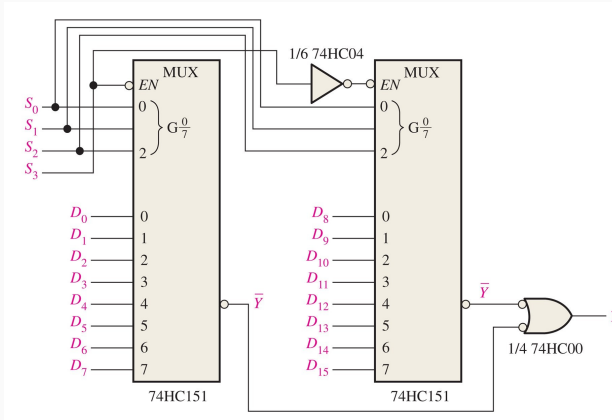 MUX
EN
S0
0
S1
G 0/7
S2
2
S3
D0
0
D1
1
D2
2
D3
3
D4
4
Y̅
D5
5
D6
6
D7
7
74HC151
1/6 74HC04
MUX
EN
0
G 0/7
2
D8
0
D9
1
D10
2
D11
3
D12
4
Y̅
D13
5
D14
6
D15
7
74HC151
1/4 74HC00